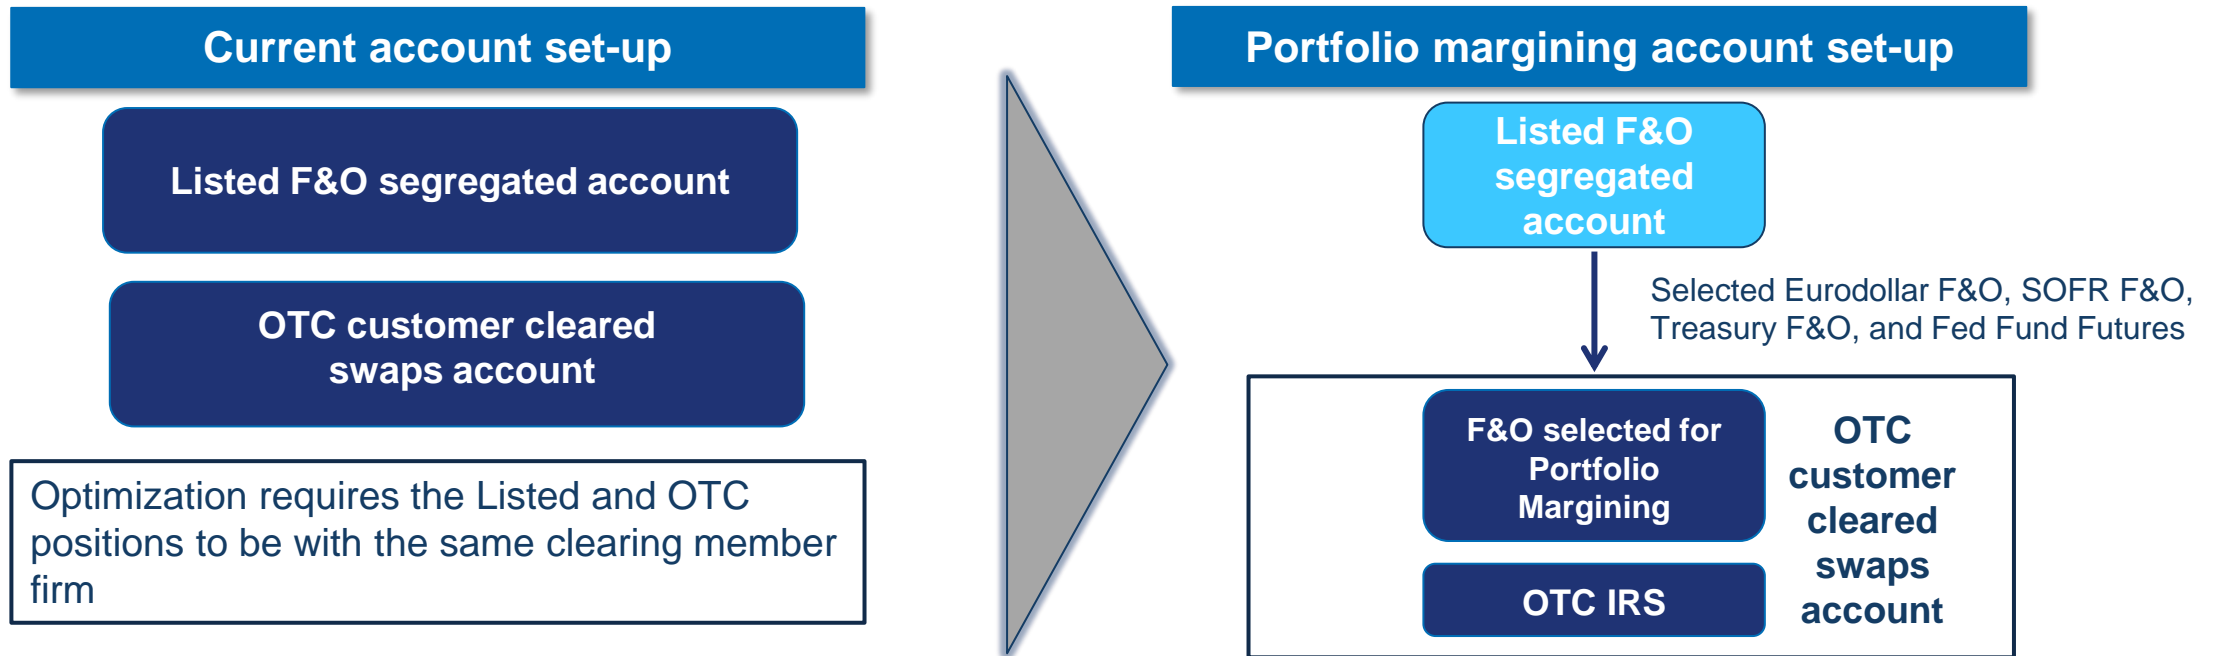 Current account set-up
Listed F&O segregated account
OTC customer cleared
swaps account
Optimization requires the Listed and OTC
positions to be with the same clearing member
firm
Portfolio margining account set-up
Listed F&O
segregated
account
Selected Eurodollar F&O, SOFR F&O,
Treasury F&O, and Fed Fund Futures
F&O selected for
Portfolio
Margining
OTC IRS
OTC
customer
cleared
swaps
account